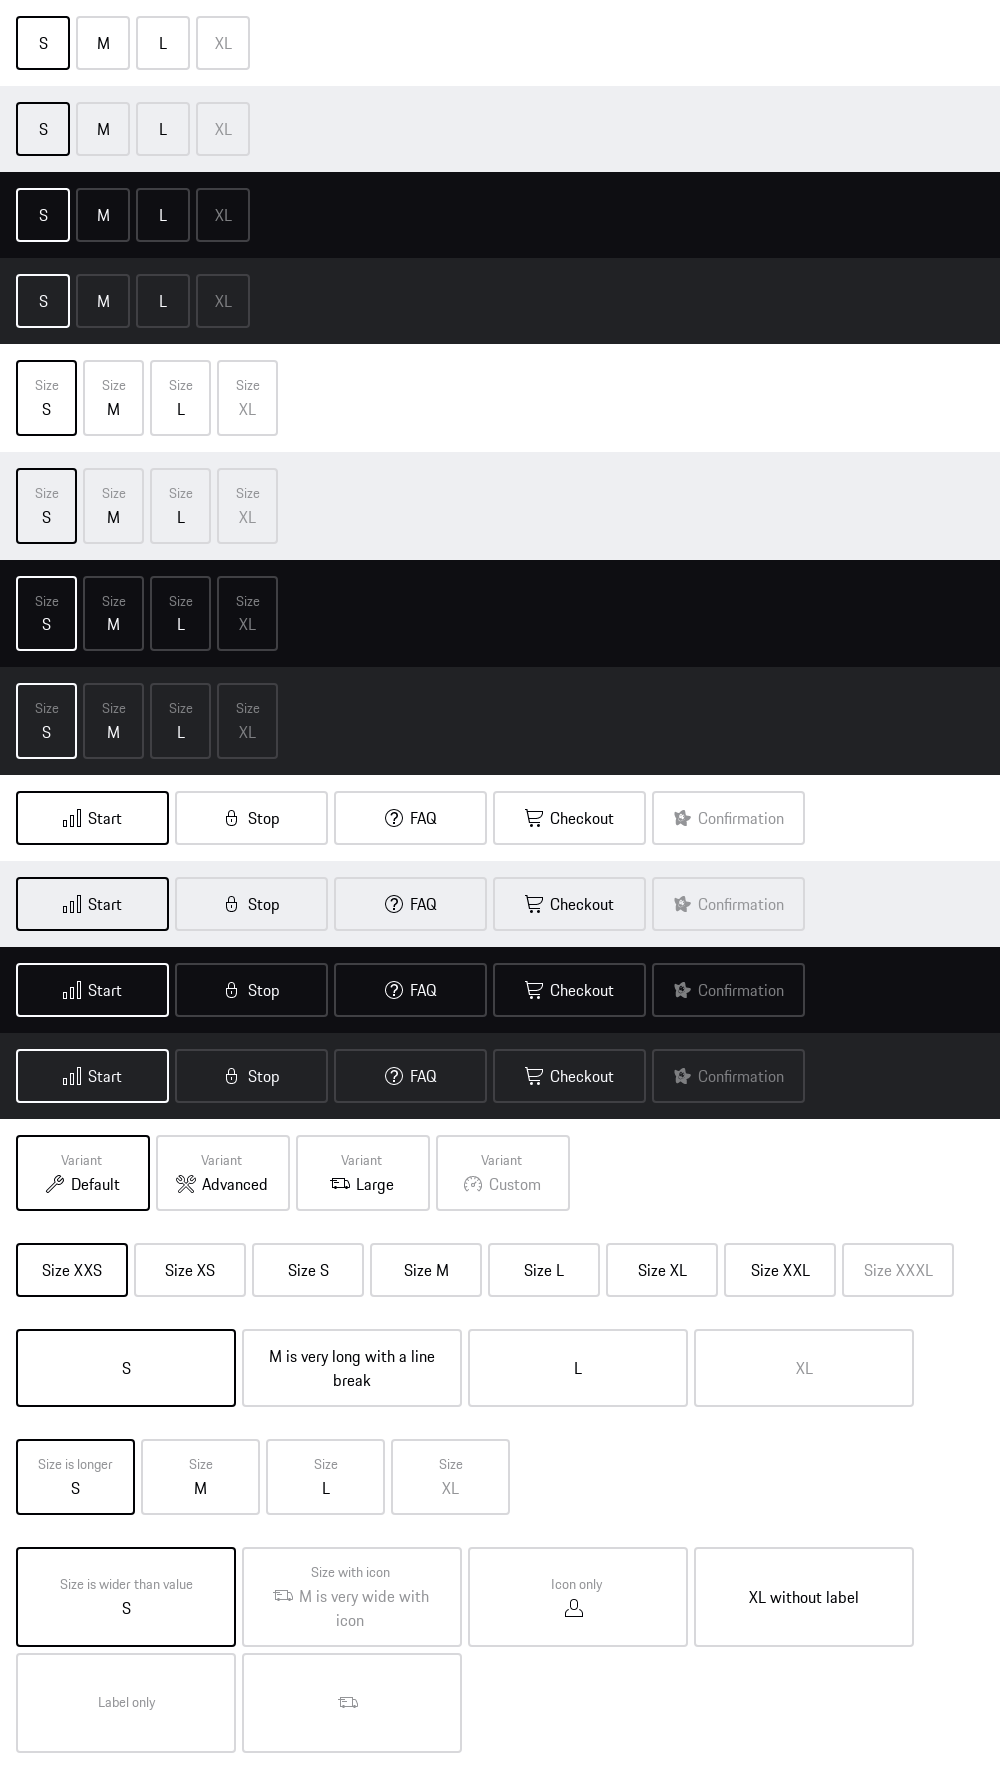 S M L XL
S M L XL
S M L XL
S M L XL
Size Size Size Size
S M L XL
Size Size Size Size
S M L XL
Size Size Size Size
S M L XL
Size Size Size Size
S M L XL
Start Stop FAQ Checkout Confirmation
Start Stop FAQ Checkout Confirmation
Start Stop FAQ Checkout Confirmation
Start Stop FAQ Checkout Confirmation
Variant Variant Variant Variant
Default Advanced Large Custom
Size XXS Size XS Size S Size M Size L Size XL Size XXL Size XXXL
S
M is very long with a line
break
L
XL
Size is longer Size Size Size
S M L XL
Size is wider than value
S
Size with icon
M is very wide with
icon
Icon only
XL without label
Label only